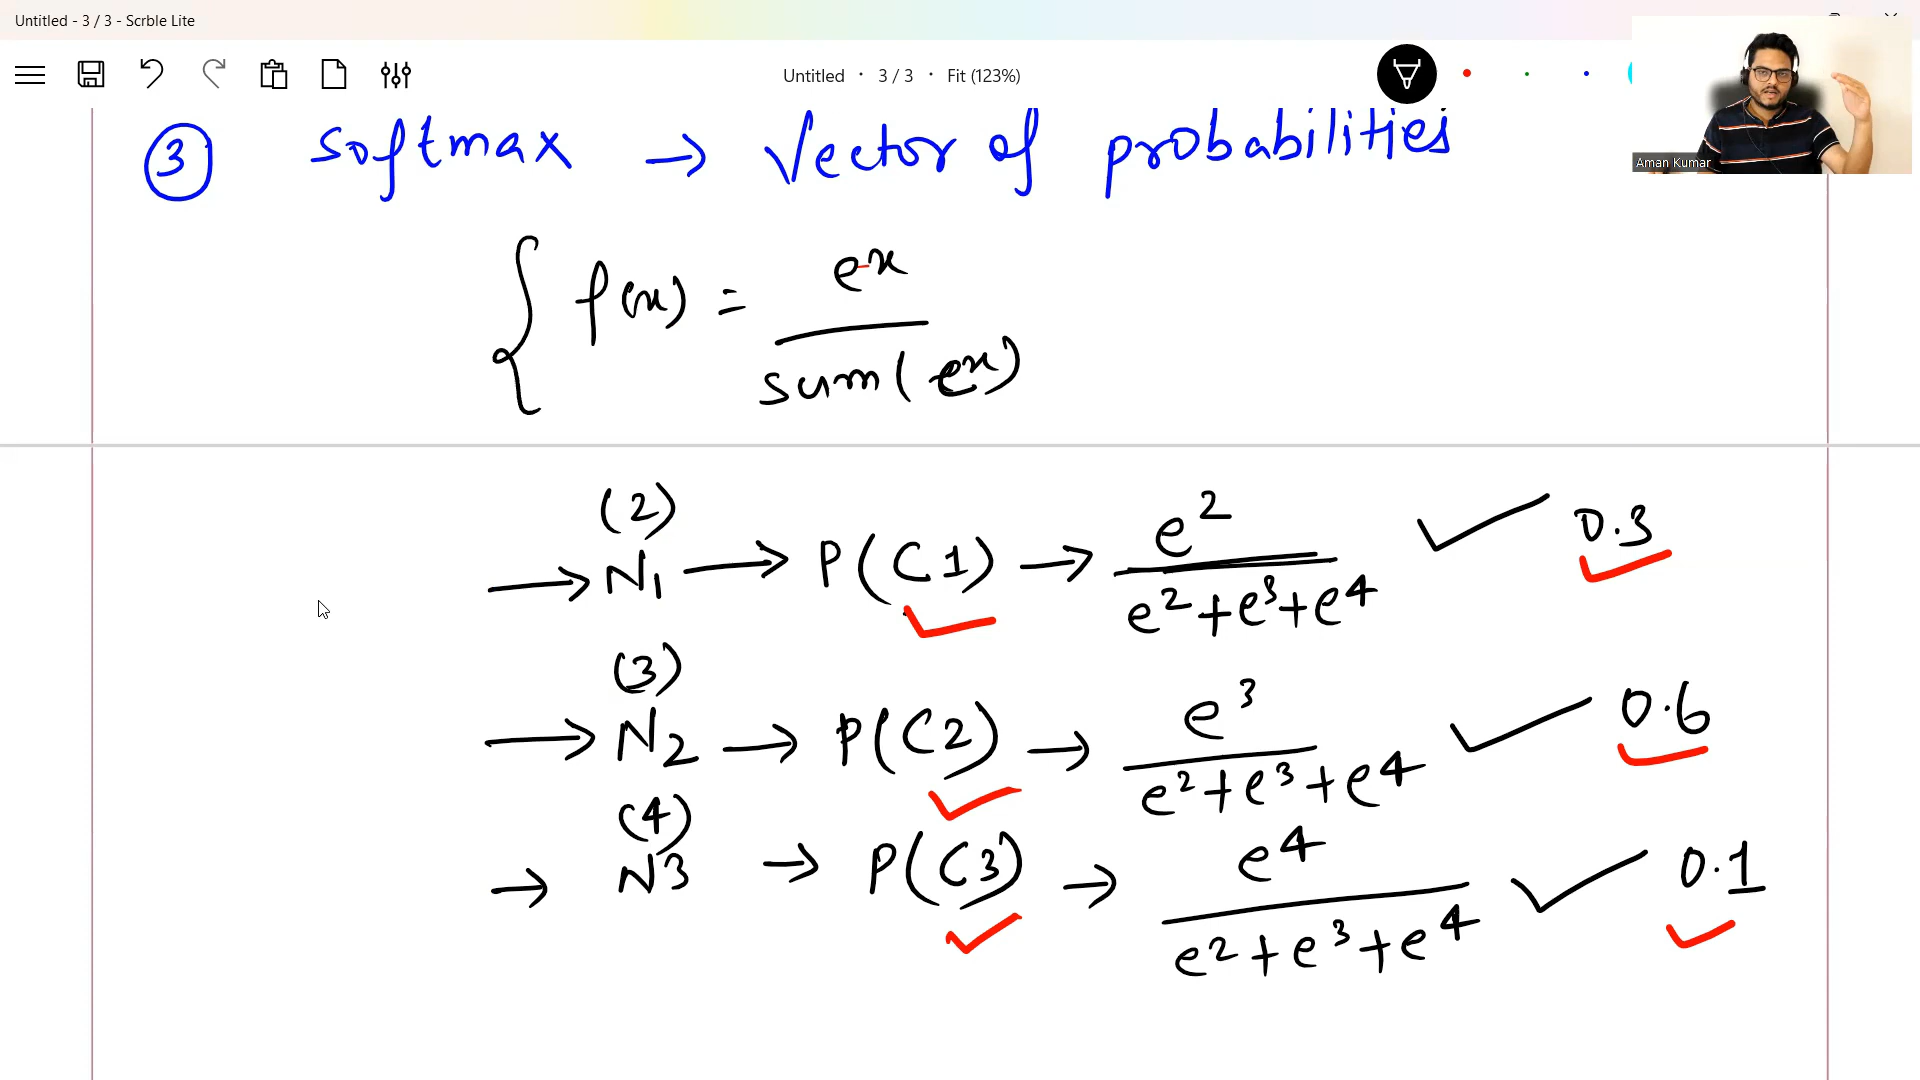 Untitled - 3 / 3 - Scrble Lite
Untitled • 3 / 3 • Fit (123%)
Aman Kumar
③ softmax → Vector of probabilities
{ f(x) = e^x / sum(e^x)
(2)
→ N1 → P(C1) → e^2 / e^2+e^3+e^4 ✓ 0.3
(3)
→ N2 → P(C2) → e^3 / e^2+e^3+e^4 ✓ 0.6
(4)
→ N3 → P(C3) → e^4 / e^2+e^3+e^4 ✓ 0.1